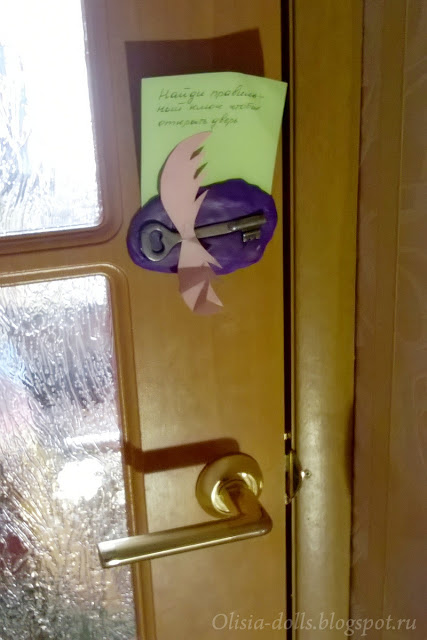 Найди правиль-
ный ключ чтобы
открыть дверь
Olisia-dolls.blogspot.ru